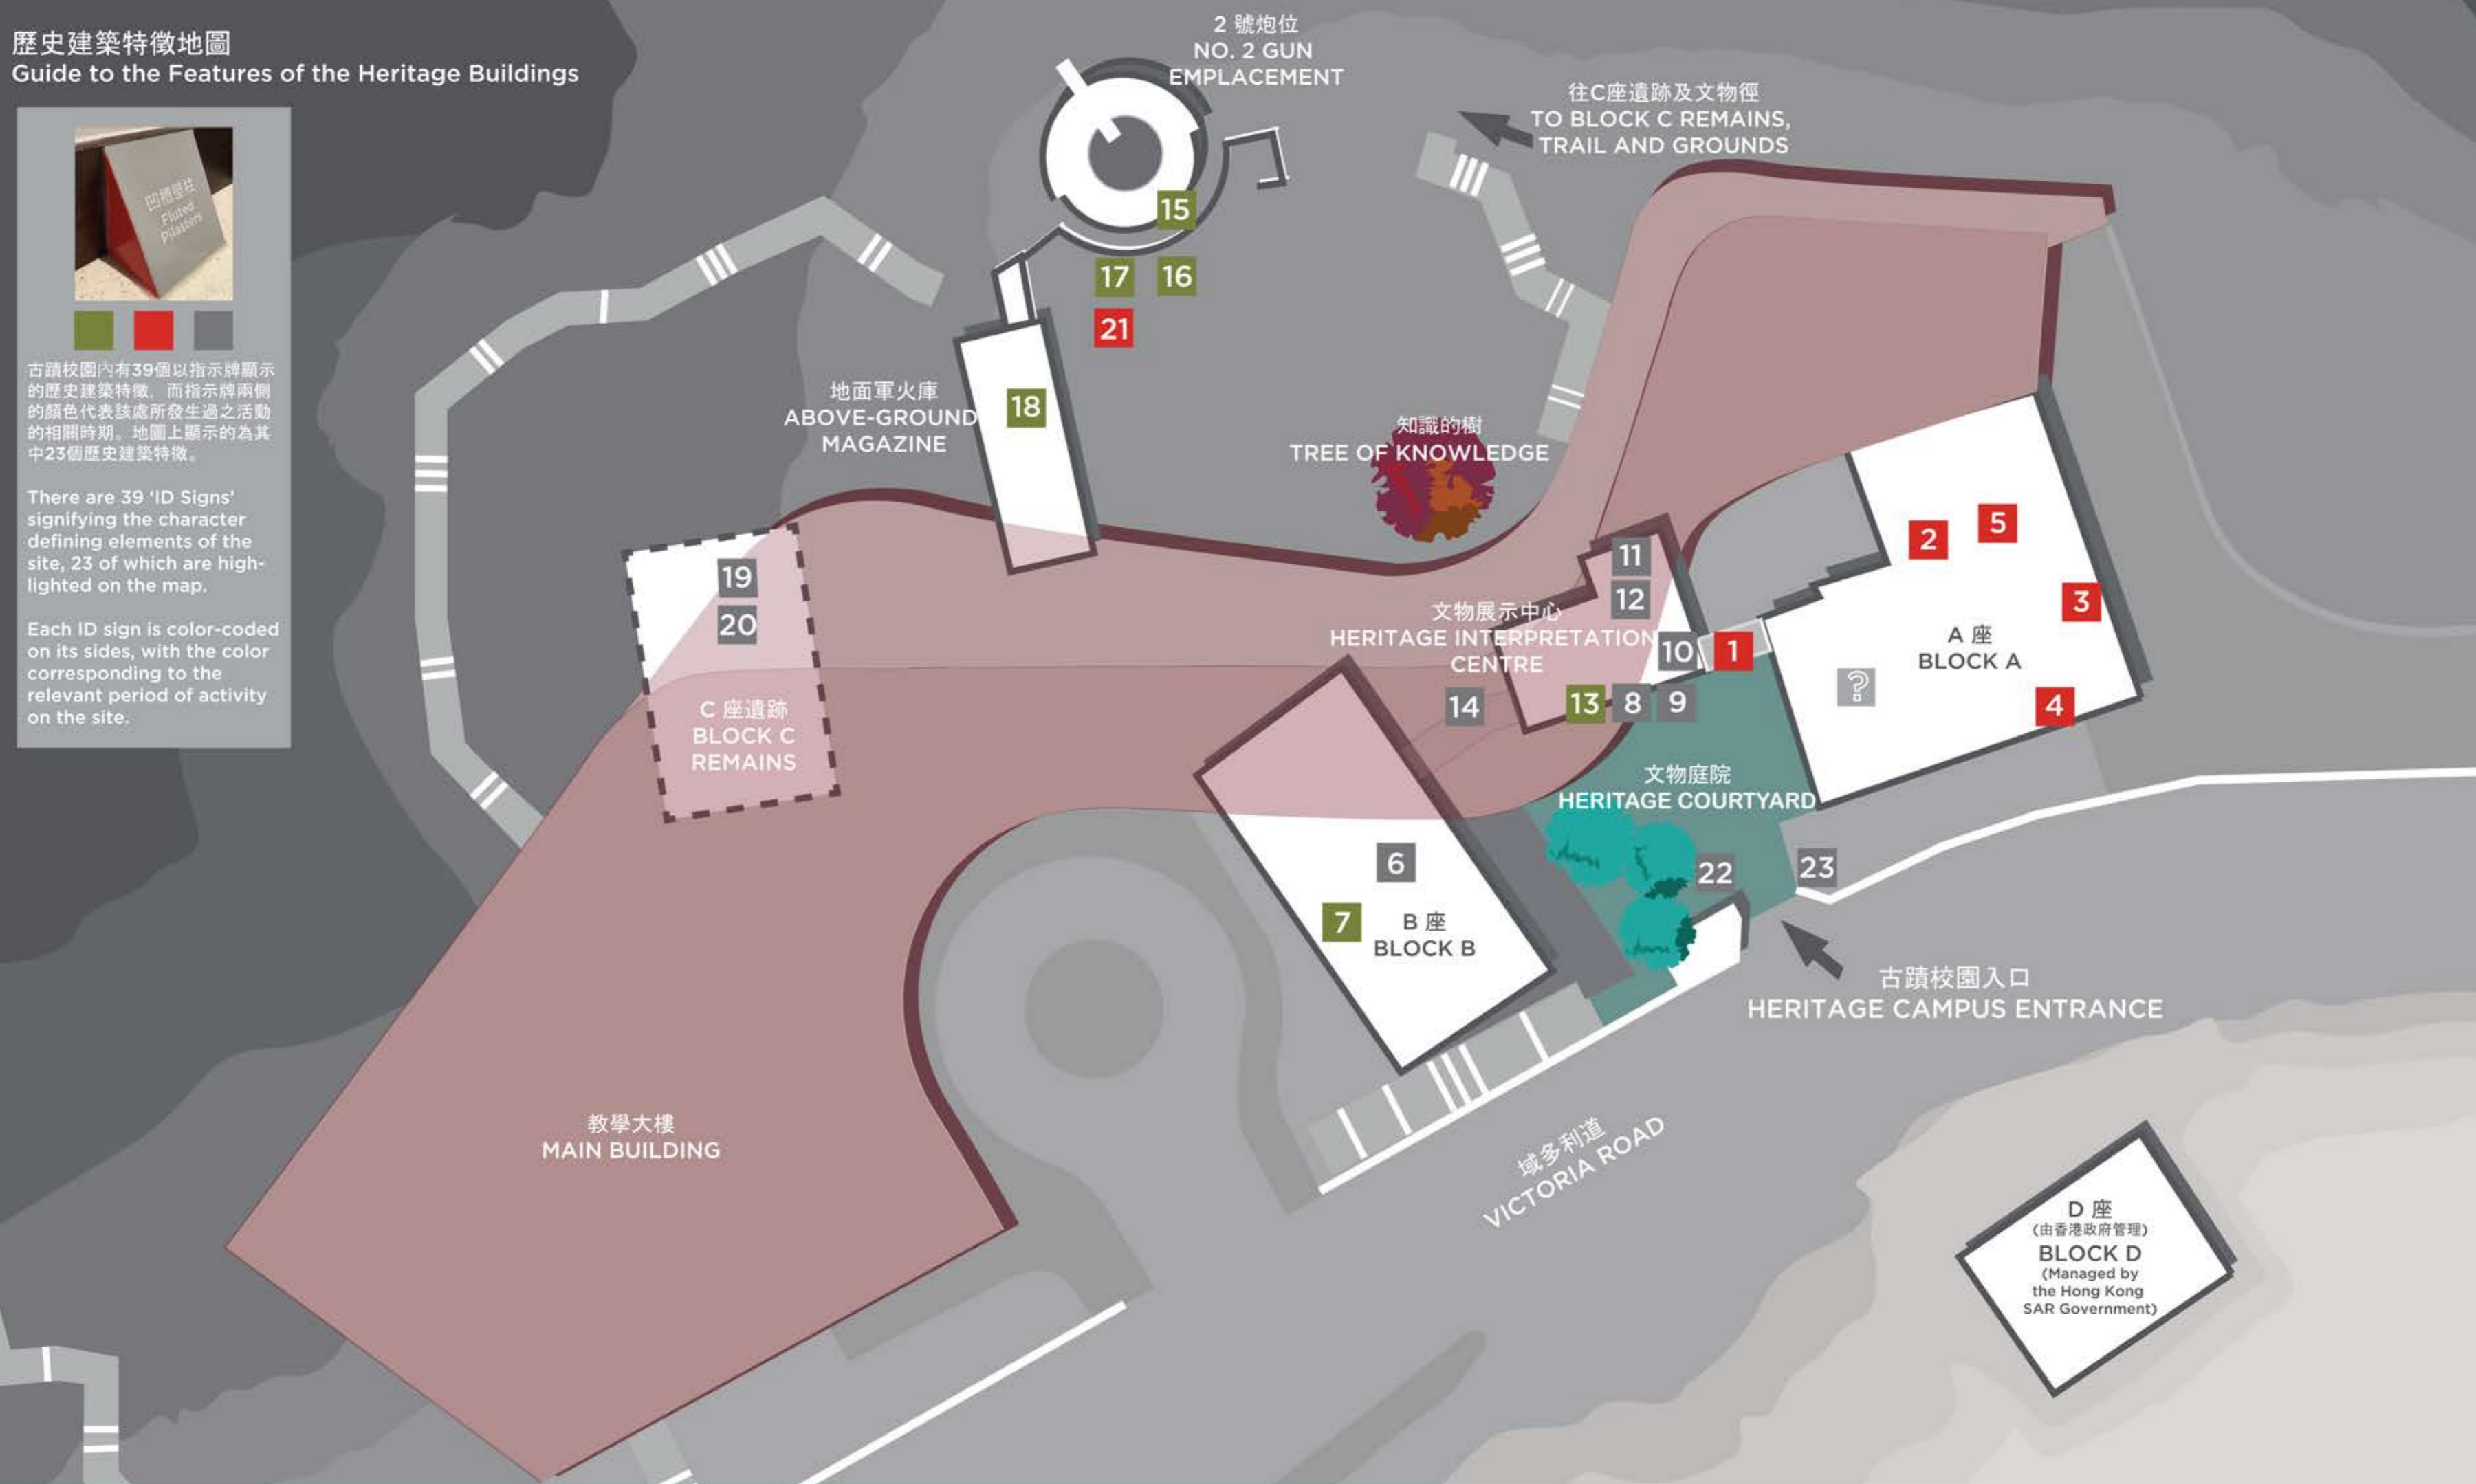 歷史建築特徵地圖
Guide to the Features of the Heritage Buildings
凹槽壁柱
Fluted
Pilasters
古蹟校園內有39個以指示牌顯示
的歷史建築特徵，而指示牌兩側
的顏色代表該處所發生過之活動
的相關時期。地圖上顯示的為其
中23個歷史建築特徵。
There are 39 'ID Signs'
signifying the character
defining elements of the
site, 23 of which are high-
lighted on the map.
Each ID sign is color-coded
on its sides, with the color
corresponding to the
relevant period of activity
on the site.
2 號炮位
NO. 2 GUN
EMPLACEMENT
往C座遺跡及文物徑
TO BLOCK C REMAINS,
TRAIL AND GROUNDS
15
17
16
21
地面軍火庫
ABOVE-GROUND
MAGAZINE
18
知識的樹
TREE OF KNOWLEDGE
19
20
C 座遺跡
BLOCK C
REMAINS
11
12
文物展示中心
HERITAGE INTERPRETATION
CENTRE
10
1
14
13
8
9
2
5
3
A 座
BLOCK A
?
4
文物庭院
HERITAGE COURTYARD
6
7
B 座
BLOCK B
22
23
古蹟校園入口
HERITAGE CAMPUS ENTRANCE
教學大樓
MAIN BUILDING
域多利道
VICTORIA ROAD
D 座
(由香港政府管理)
BLOCK D
(Managed by
the Hong Kong
SAR Government)